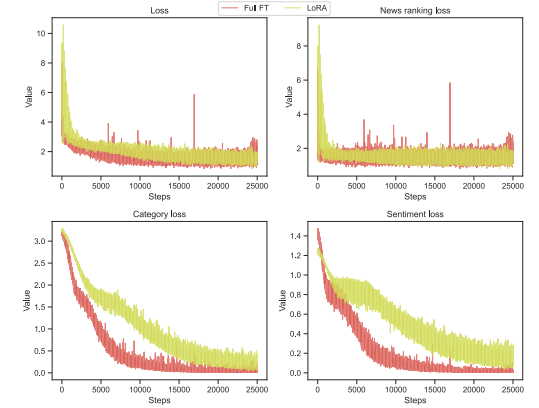 Full FT LoRA
Loss
10
8
6
4
2
Value
0 5000 10000 15000 20000 25000
Steps
News ranking loss
8
6
4
2
Value
0 5000 10000 15000 20000 25000
Steps
Category loss
3.0
2.5
2.0
1.5
1.0
0.5
0.0
Value
0 5000 10000 15000 20000 25000
Steps
Sentiment loss
1.4
1.2
1.0
0.8
0.6
0.4
0.2
0.0
Value
0 5000 10000 15000 20000 25000
Steps